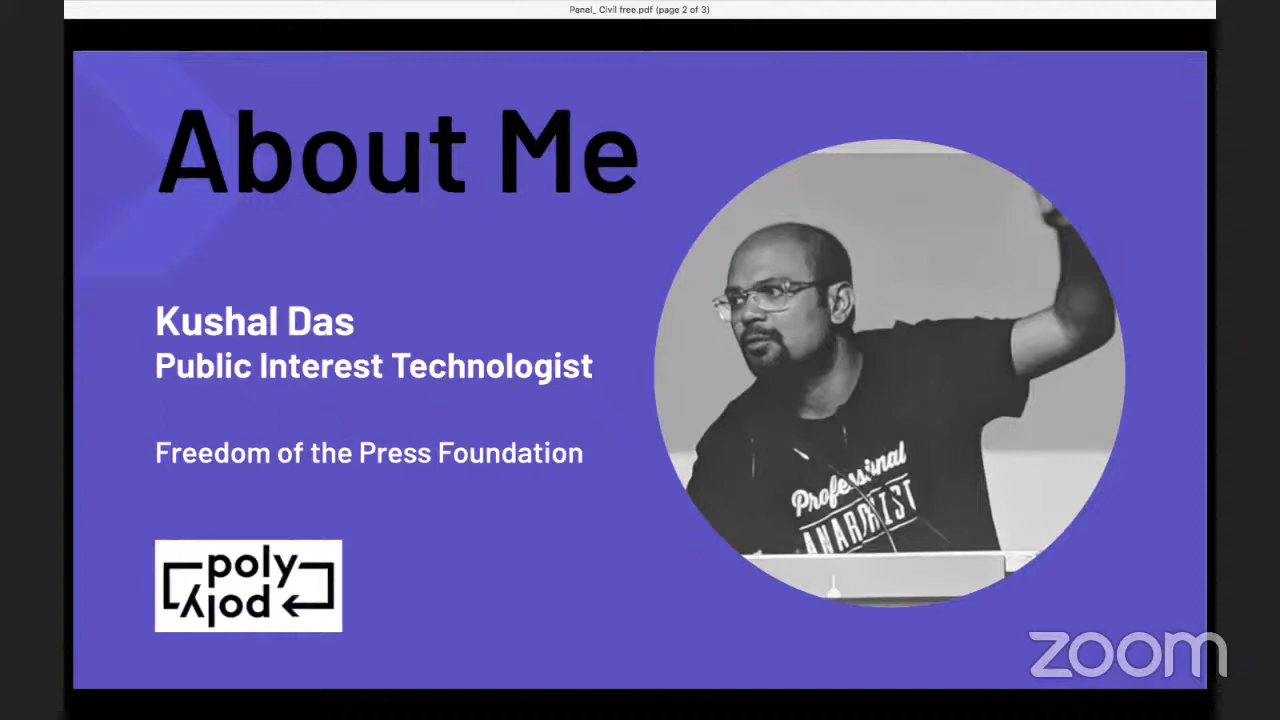 Panel_ Civil free.pdf (page 2 of 3)
About Me
Kushal Das
Public Interest Technologist
Freedom of the Press Foundation
Professional
ANARCHIST
poly
poly
zoom